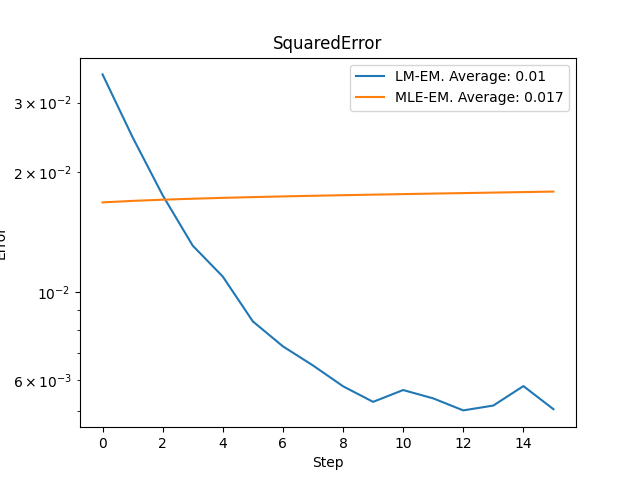 SquaredError
LM-EM. Average: 0.01
MLE-EM. Average: 0.017
3 × 10⁻²
2 × 10⁻²
10⁻²
6 × 10⁻³
Error
0 2 4 6 8 10 12 14
Step